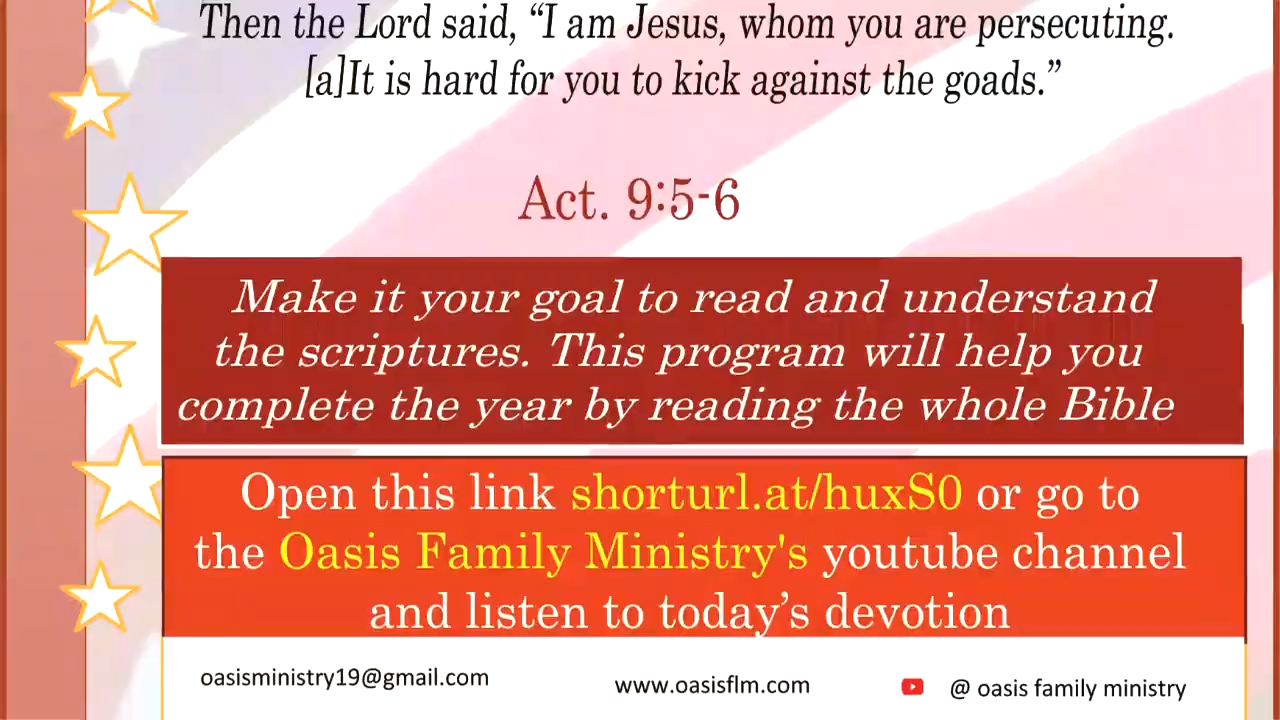 Then the Lord said, “I am Jesus, whom you are persecuting.
[a]It is hard for you to kick against the goads.”
Act. 9:5-6
Make it your goal to read and understand
the scriptures. This program will help you
complete the year by reading the whole Bible
Open this link shorturl.at/huxS0 or go to
the Oasis Family Ministry's youtube channel
and listen to today’s devotion
oasisministry19@gmail.com
www.oasisflm.com
@ oasis family ministry